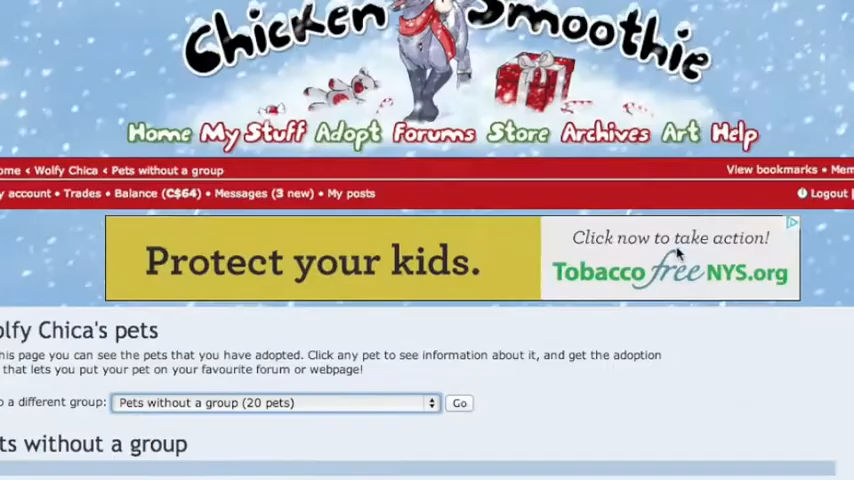 Chicken Smoothie
Home My Stuff Adopt Forums Store Archives Art Help
ome < Wolfy Chica < Pets without a group
View bookmarks • Mem
y account • Trades • Balance (C$64) • Messages (3 new) • My posts
Logout
Protect your kids.
Click now to take action!
Tobacco free NYS.org
olfy Chica's pets
his page you can see the pets that you have adopted. Click any pet to see information about it, and get the adoption
that lets you put your pet on your favourite forum or webpage!
o a different group: Pets without a group (20 pets) Go
ts without a group